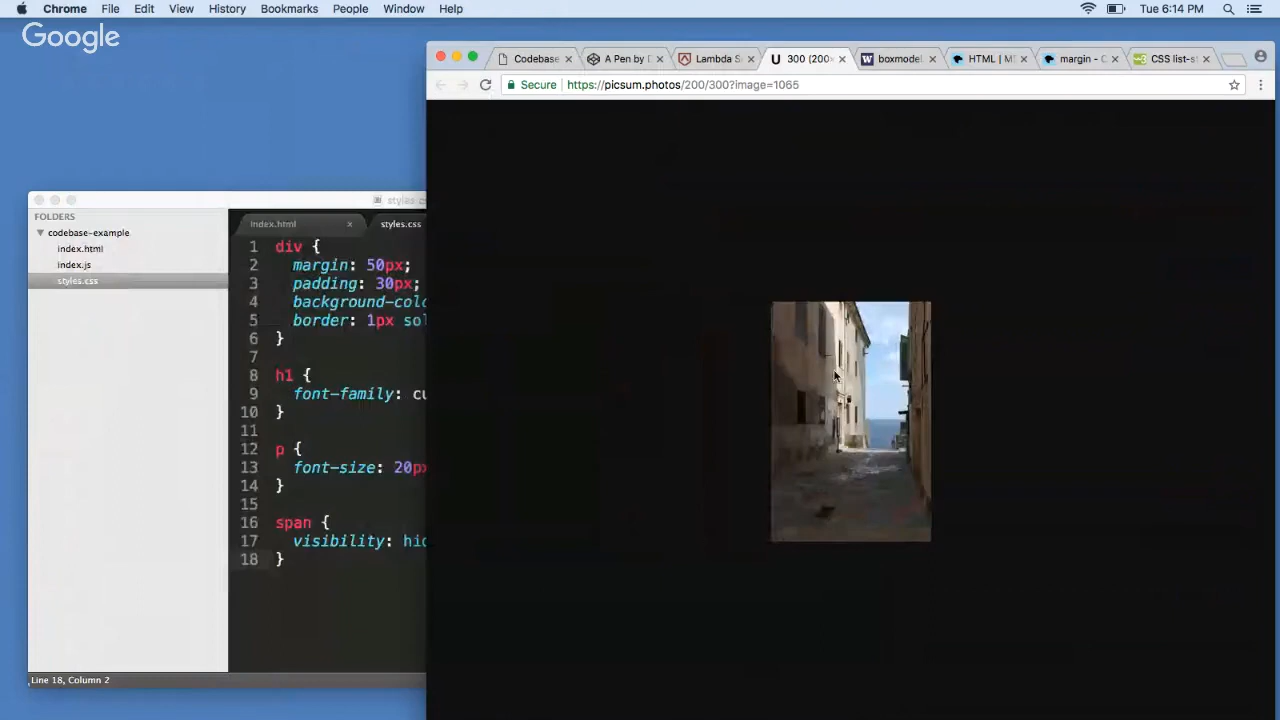 Chrome File Edit View History Bookmarks People Window Help Tue 6:14 PM
Google
Codebase A Pen by Lambda S 300 (200× boxmodel HTML | M margin - C CSS list-st
Secure https://picsum.photos/200/300?image=1065
styles c
FOLDERS
codebase-example
index.html
index.js
styles.css
index.html styles.css
1 div {
2 margin: 50px;
3 padding: 30px;
4 background-colo
5 border: 1px sol
6 }
7
8 h1 {
9 font-family: cu
10 }
11
12 p {
13 font-size: 20px
14 }
15
16 span {
17 visibility: hid
18 }
Line 18, Column 2